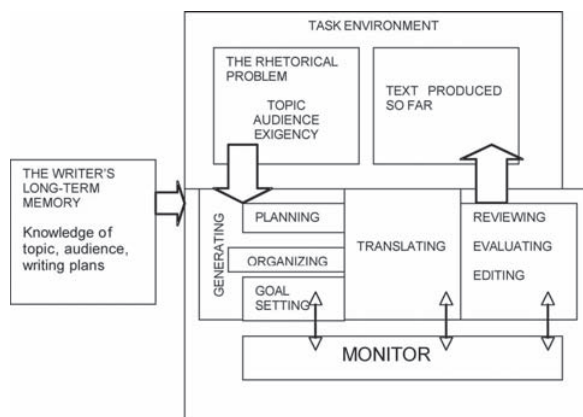 TASK ENVIRONMENT
THE RHETORICAL
PROBLEM
TOPIC
AUDIENCE
EXIGENCY
TEXT PRODUCED
SO FAR
THE WRITER'S
LONG-TERM
MEMORY
Knowledge of
topic, audience,
writing plans
GENERATING
PLANNING
ORGANIZING
GOAL
SETTING
TRANSLATING
REVIEWING
EVALUATING
EDITING
MONITOR